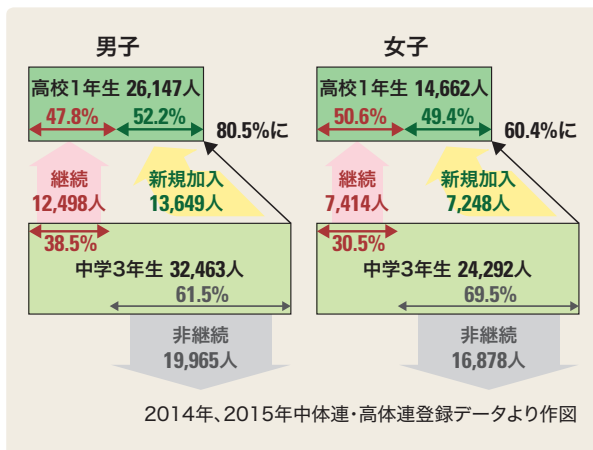 男子
高校1年生 26,147人
47.8%
52.2%
80.5%に
継続
12,498人
新規加入
13,649人
38.5%
中学3年生 32,463人
61.5%
非継続
19,965人
女子
高校1年生 14,662人
50.6%
49.4%
60.4%に
継続
7,414人
新規加入
7,248人
30.5%
中学3年生 24,292人
69.5%
非継続
16,878人
2014年、2015年中体連・高体連登録データより作図